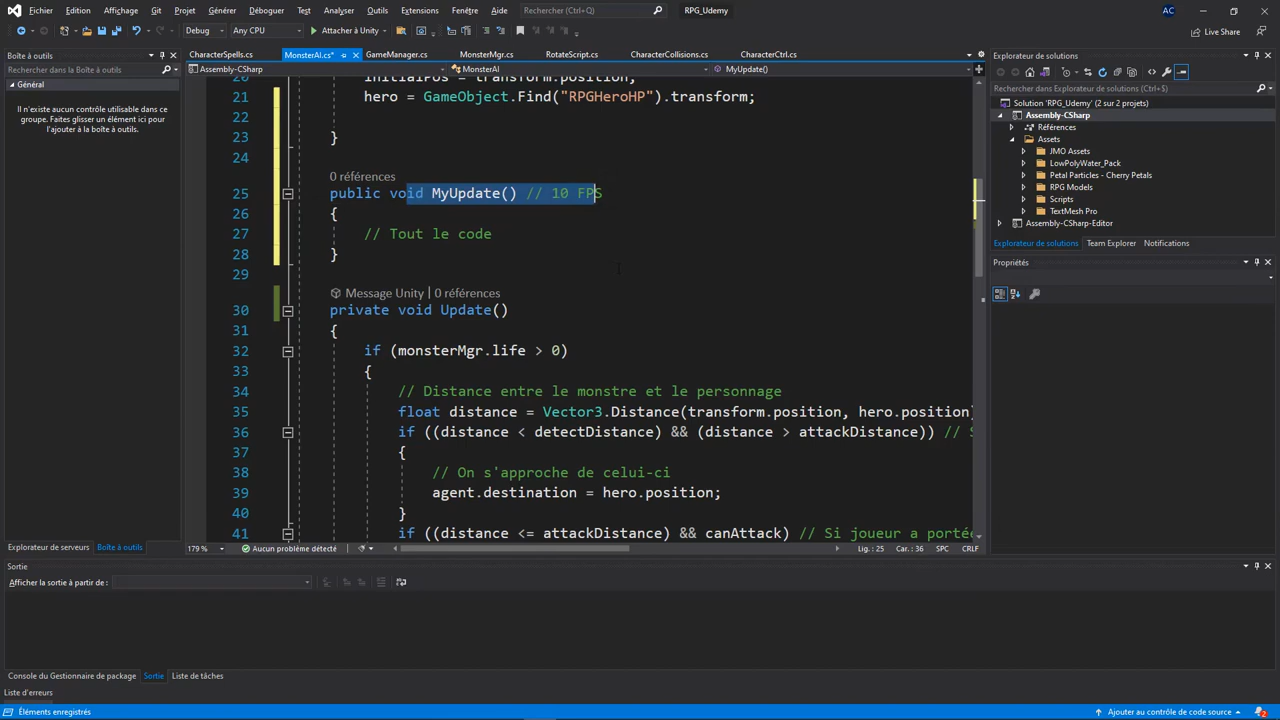 Fichier Edition Affichage Git Projet Générer Déboguer Test Analyser Outils Extensions Fenêtre Aide Rechercher (Ctrl+Q) RPG_Udemy AC
Debug Any CPU Attacher à Unity Live Share
Boîte à outils
Rechercher dans la Boîte à outils
Général
Il n'existe aucun contrôle utilisable dans ce
groupe. Faites glisser un élément ici pour
l'ajouter à la boîte à outils.
Explorateur de serveurs Boîte à outils
CharacterSpells.cs MonsterAI.cs* GameManager.cs MonsterMgr.cs RotateScript.cs CharacterCollisions.cs CharacterCtrl.cs
Assembly-CSharp MonsterAI MyUpdate()
20 initialPos = transform.position;
21 hero = GameObject.Find("RPGHeroHP").transform;
22
23 }
24
0 références
25 public void MyUpdate() // 10 FPS
26 {
27 // Tout le code
28 }
29
Message Unity | 0 références
30 private void Update()
31 {
32 if (monsterMgr.life > 0)
33 {
34 // Distance entre le monstre et le personnage
35 float distance = Vector3.Distance(transform.position, hero.position)
36 if ((distance < detectDistance) && (distance > attackDistance)) // S
37 {
38 // On s'approche de celui-ci
39 agent.destination = hero.position;
40 }
41 if ((distance <= attackDistance) && canAttack) // Si joueur a portée
179 % Aucun problème détecté Lig. : 25 Car. : 36 SPC CRLF
Explorateur de solutions
Rechercher dans Explorateur de solutions (Ctrl+$)
Solution 'RPG_Udemy' (2 sur 2 projets)
Assembly-CSharp
Références
Assets
JMO Assets
LowPolyWater_Pack
Petal Particles - Cherry Petals
RPG Models
Scripts
TextMesh Pro
Assembly-CSharp-Editor
Explorateur de solutions Team Explorer Notifications
Propriétés
Sortie
Afficher la sortie à partir de :
Console du Gestionnaire de package Sortie Liste de tâches
Liste d'erreurs
Éléments enregistrés Ajouter au contrôle de code source 2